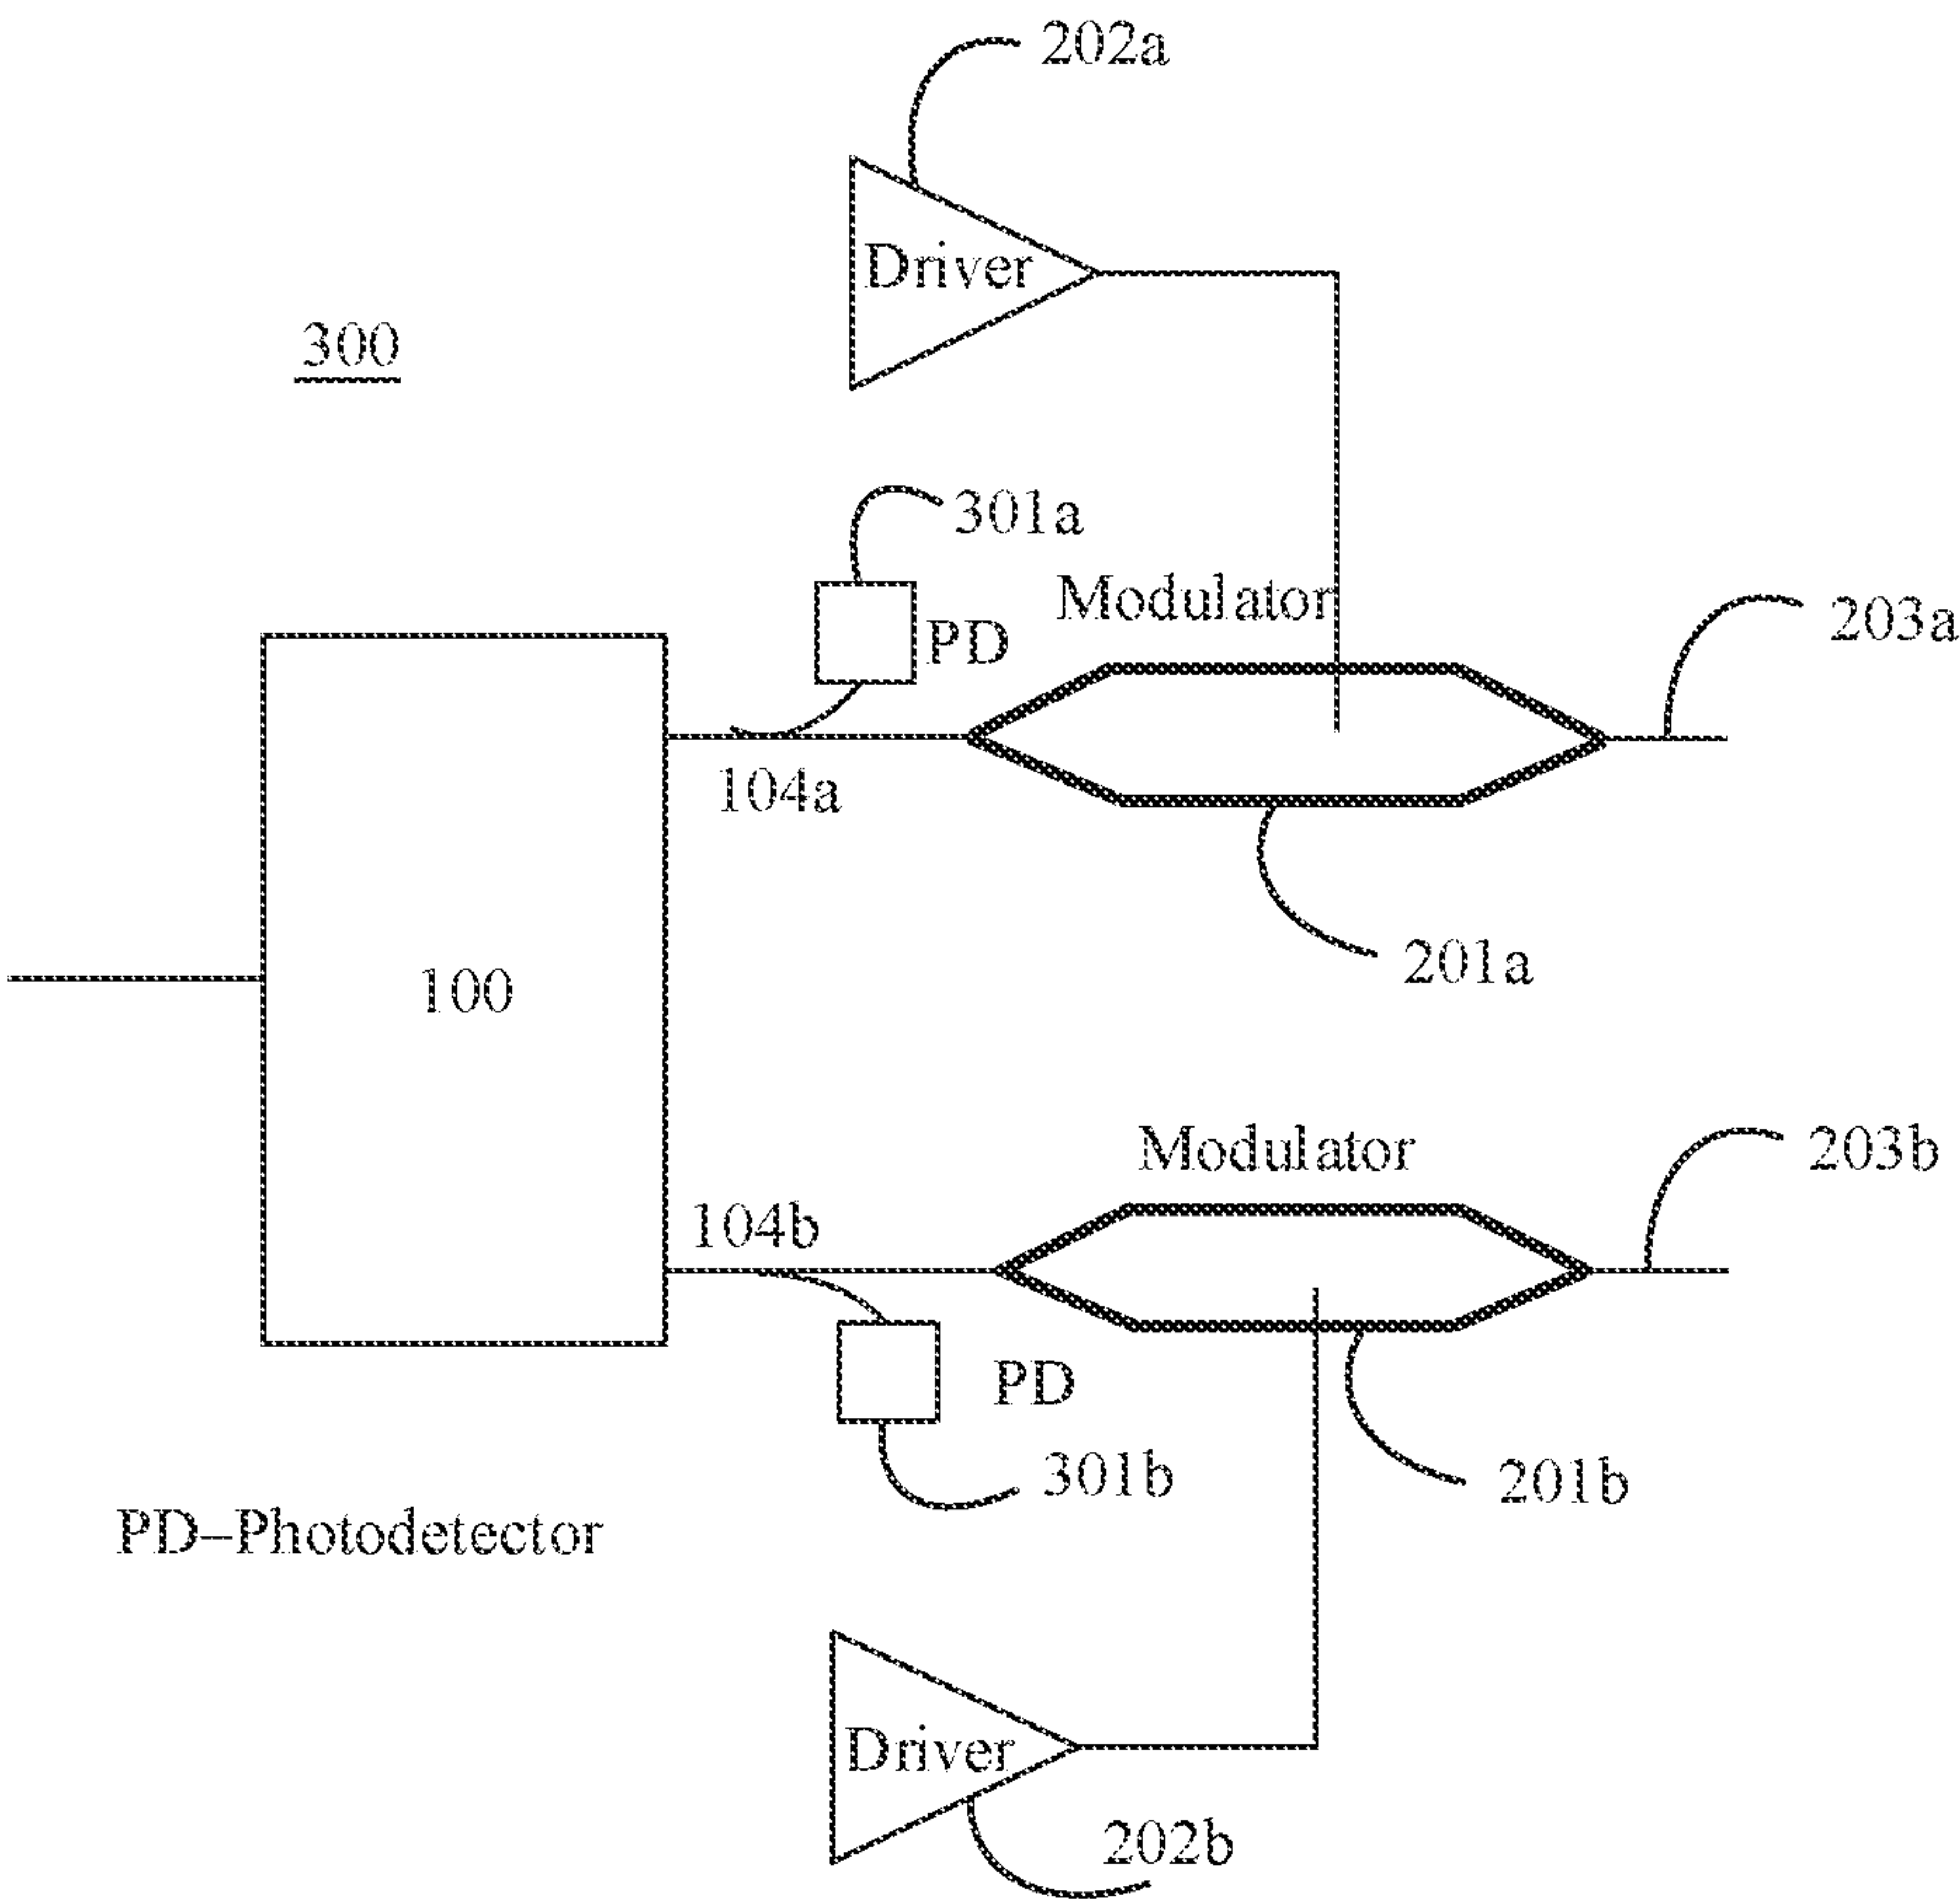 202a
Driver
300
301a
Modulator
PD
203a
104a
201a
100
Modulator
203b
104b
PD
301b
201b
PD–Photodetector
Driver
202b